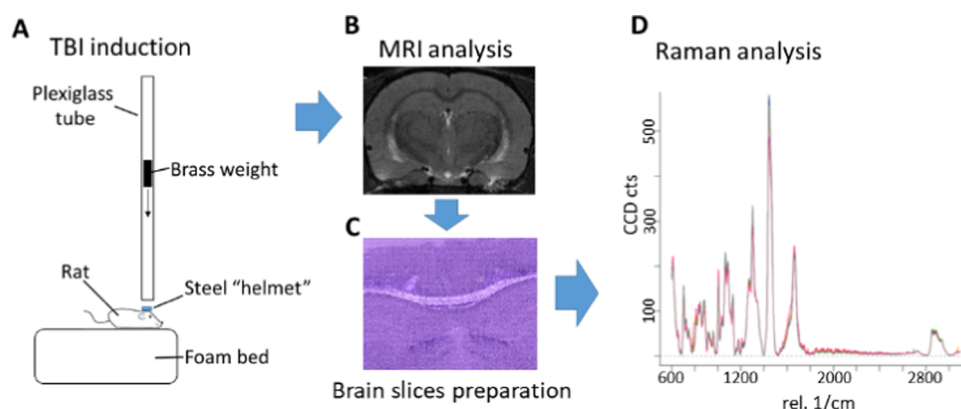 A
TBI induction
Plexiglass
tube
Brass weight
Rat
Steel “helmet”
Foam bed
B
MRI analysis
C
Brain slices preparation
D
Raman analysis
CCD cts
500
300
100
600
1200
2000
2800
rel. 1/cm